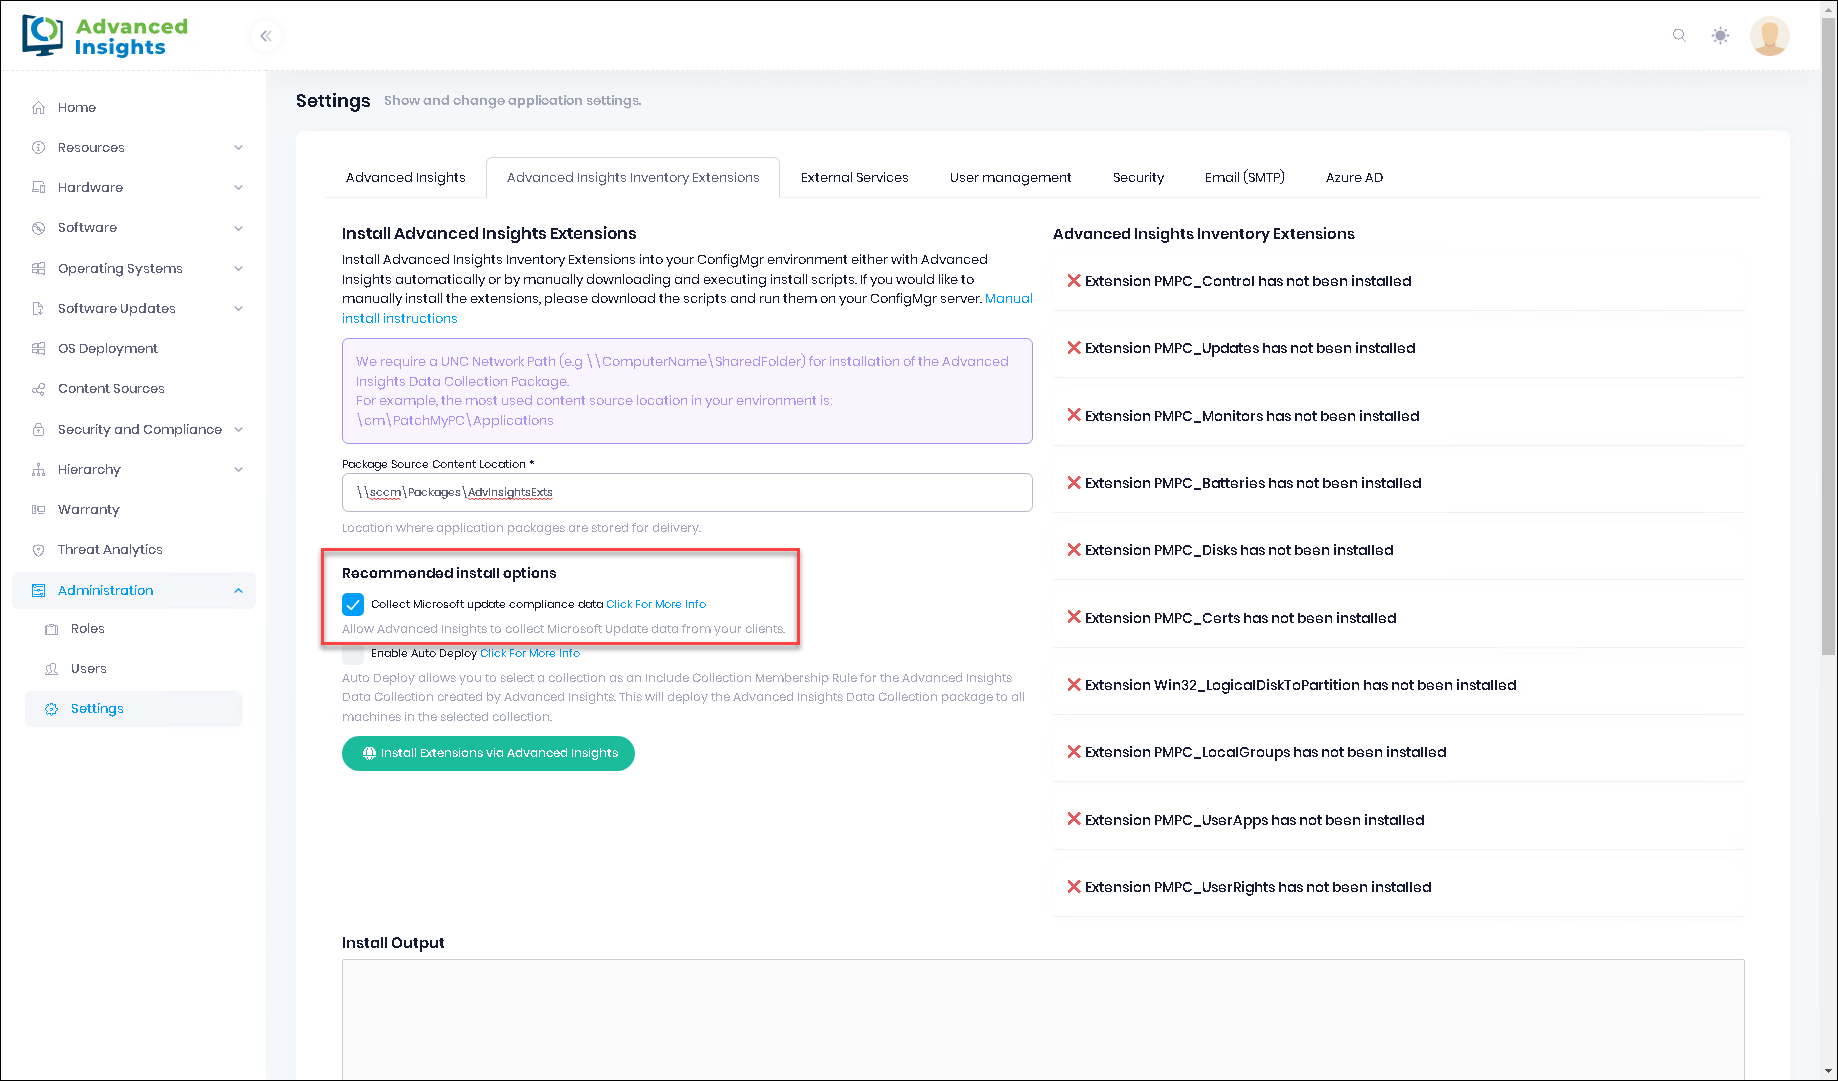 Advanced
Insights
Home
Resources
Hardware
Software
Operating Systems
Software Updates
OS Deployment
Content Sources
Security and Compliance
Hierarchy
Warranty
Threat Analytics
Administration
Roles
Users
Settings
Settings Show and change application settings.
Advanced Insights Advanced Insights Inventory Extensions External Services User management Security Email (SMTP) Azure AD
Install Advanced Insights Extensions
Install Advanced Insights Inventory Extensions into your ConfigMgr environment either with Advanced
Insights automatically or by manually downloading and executing install scripts. If you would like to
manually install the extensions, please download the scripts and run them on your ConfigMgr server. Manual
install instructions
We require a UNC Network Path (e.g \\ComputerName\SharedFolder) for installation of the Advanced
Insights Data Collection Package.
For example, the most used content source location in your environment is:
\cm\PatchMyPC\Applications
Package Source Content Location *
\\sccm\Packages\AdvInsightsExts
Location where application packages are stored for delivery.
Recommended install options
Collect Microsoft update compliance data Click For More Info
Allow Advanced Insights to collect Microsoft Update data from your clients.
Enable Auto Deploy Click For More Info
Auto Deploy allows you to select a collection as an Include Collection Membership Rule for the Advanced Insights
Data Collection created by Advanced Insights. This will deploy the Advanced Insights Data Collection package to all
machines in the selected collection.
Install Extensions via Advanced Insights
Advanced Insights Inventory Extensions
Extension PMPC_Control has not been installed
Extension PMPC_Updates has not been installed
Extension PMPC_Monitors has not been installed
Extension PMPC_Batteries has not been installed
Extension PMPC_Disks has not been installed
Extension PMPC_Certs has not been installed
Extension Win32_LogicalDiskToPartition has not been installed
Extension PMPC_LocalGroups has not been installed
Extension PMPC_UserApps has not been installed
Extension PMPC_UserRights has not been installed
Install Output